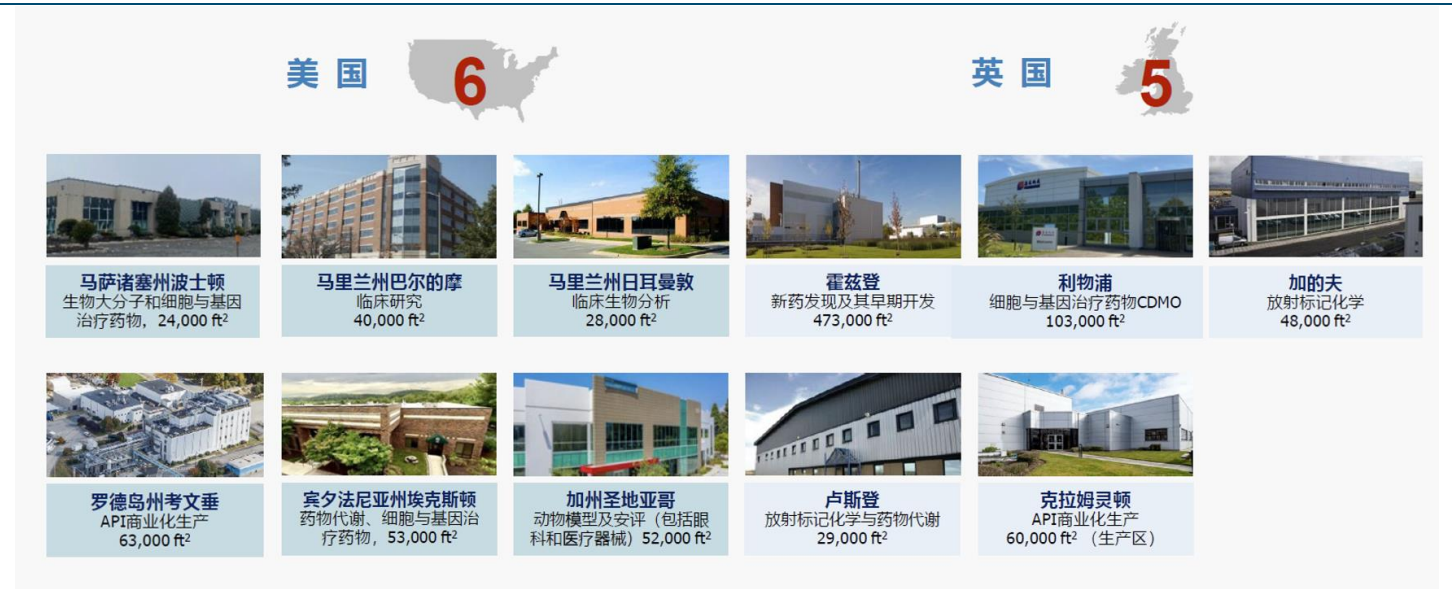 美 国
6
英 国
5
马萨诸塞州波士顿
生物大分子和细胞与基因
治疗药物，24,000 ft²
马里兰州巴尔的摩
临床研究
40,000 ft²
马里兰州日耳曼敦
临床生物分析
28,000 ft²
霍兹登
新药发现及其早期开发
473,000 ft²
利物浦
细胞与基因治疗药物CDMO
103,000 ft²
加的夫
放射标记化学
48,000 ft²
罗德岛州考文垂
API商业化生产
63,000 ft²
宾夕法尼亚州埃克斯顿
药物代谢、细胞与基因治
疗药物，53,000 ft²
加州圣地亚哥
动物模型及安评（包括眼
科和医疗器械）52,000 ft²
卢斯登
放射标记化学与药物代谢
29,000 ft²
克拉姆灵顿
API商业化生产
60,000 ft² （生产区）